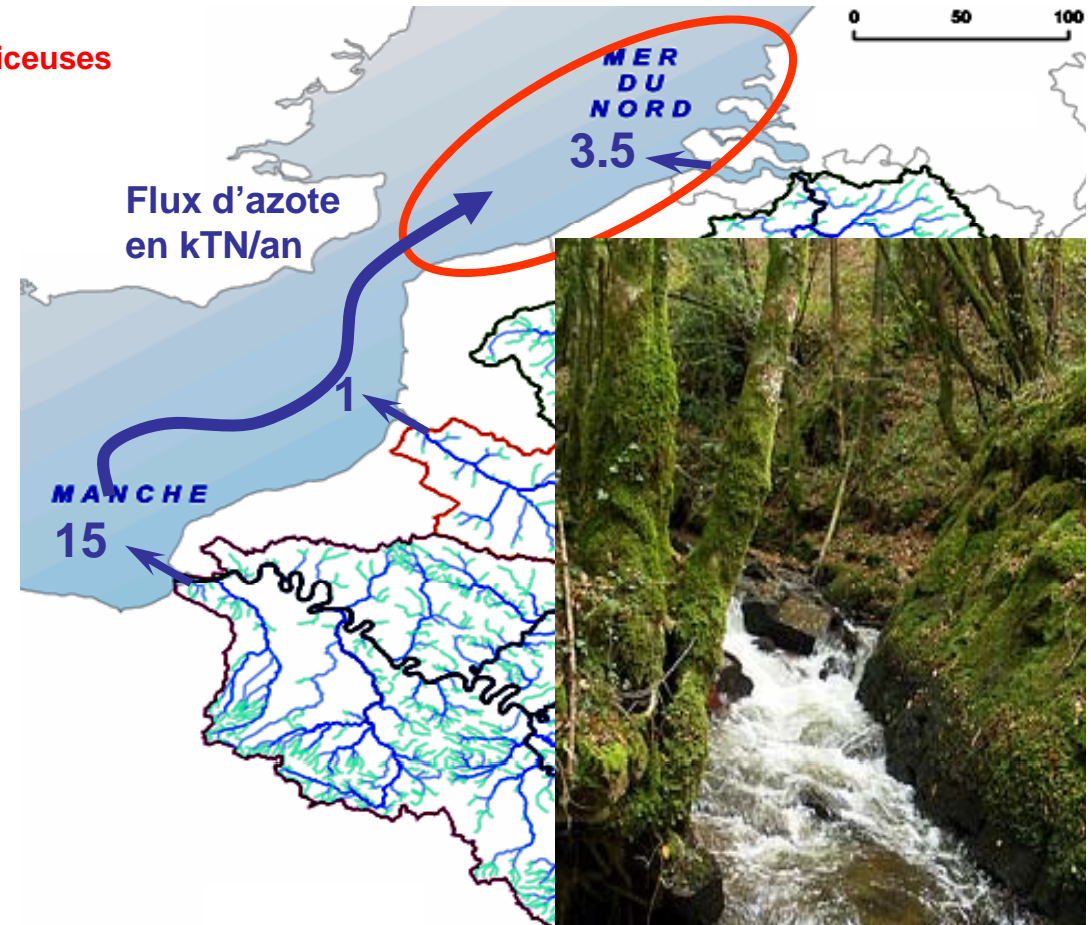 0 50 100
iceuses
MER
DU
NORD
3.5
Flux d'azote
en kTN/an
1
MANCHE
15